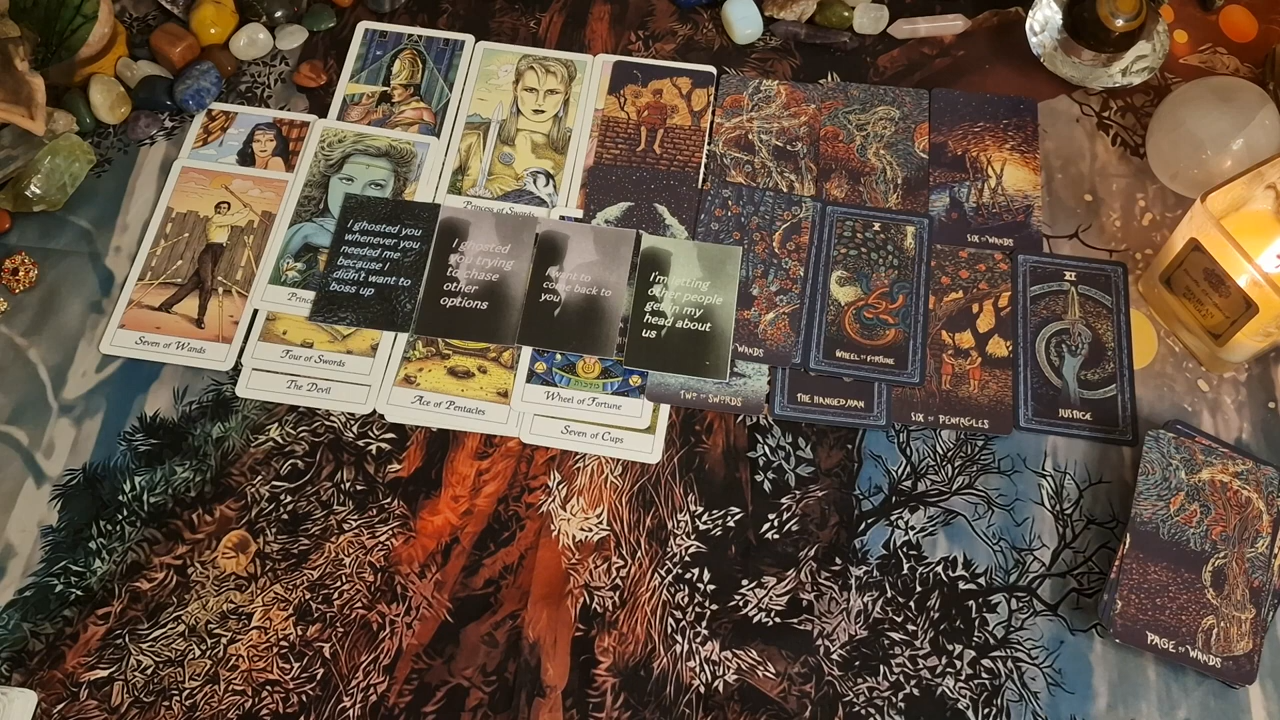 Princess of Swords
I ghosted you
whenever you
needed me
because I
didn't want to
boss up
I ghosted
you trying
to chase
other
options
I want to
come back to
you
I'm letting
other people
get in my
head about
us
Seven of Wands
Four of Swords
The Devil
Ace of Pentacles
Wheel of Fortune
Seven of Cups
SIX OF WANDS
WANDS
TWO OF SWORDS
X
WHEEL OF FORTUNE
THE HANGED MAN
SIX OF PENTACLES
XI
JUSTICE
PAGE OF WANDS